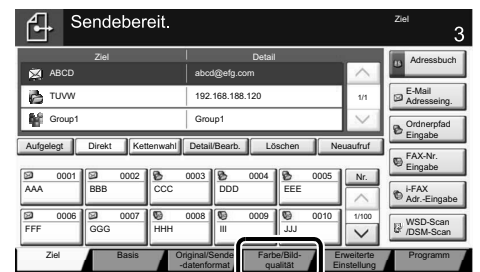 Sendebereit.
Ziel
3
Ziel Detail
ABCD abcd@efg.com
TUVW 192.168.188.120
1/1
Group1 Group1
Aufgelegt Direkt Kettenwahl Detail/Bearb. Löschen Neuaufruf
0001 0002 0003 0004 0005 Nr.
AAA BBB CCC DDD EEE
0006 0007 0008 0009 0010 1/100
FFF GGG HHH III JJJ
Adressbuch
E-Mail
Adresseing.
Ordnerpfad
Eingabe
FAX-Nr.
Eingabe
i-FAX
Adr.-Eingabe
WSD-Scan
/DSM-Scan
Ziel
Basis
Original/Sende
-datenformat
Farbe/Bild-
qualität
Erweiterte
Einstellung
Programm